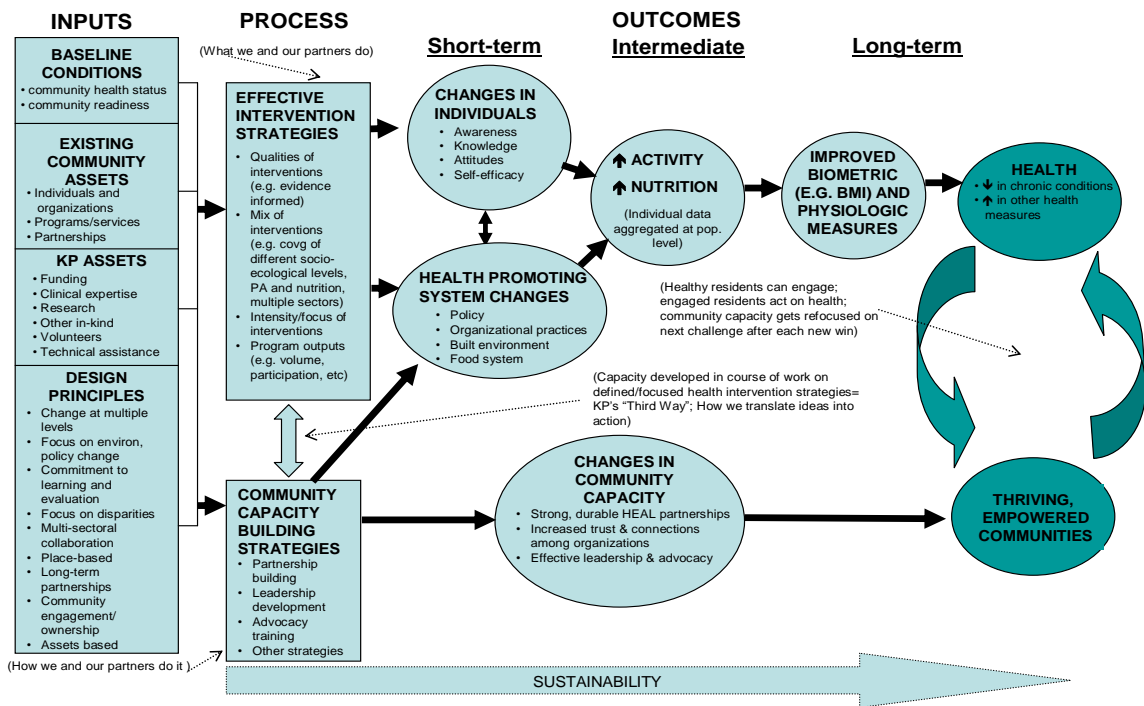 INPUTS
PROCESS
OUTCOMES
Short-term
Intermediate
Long-term
(What we and our partners do)
BASELINE
CONDITIONS
• community health status
• community readiness
EXISTING
COMMUNITY
ASSETS
• Individuals and
organizations
• Programs/services
• Partnerships
KP ASSETS
• Funding
• Clinical expertise
• Research
• Other in-kind
• Volunteers
• Technical assistance
DESIGN
PRINCIPLES
• Change at multiple
levels
• Focus on environ,
policy change
• Commitment to
learning and
evaluation
• Focus on disparities
• Multi-sectoral
collaboration
• Place-based
• Long-term
partnerships
• Community
engagement/
ownership
• Assets based
(How we and our partners do it )
EFFECTIVE
INTERVENTION
STRATEGIES
• Qualities of
interventions
(e.g. evidence
informed)
• Mix of
interventions
(e.g. covg of
different socio-
ecological levels,
PA and nutrition,
multiple sectors)
• Intensity/focus of
interventions
• Program outputs
(e.g. volume,
participation, etc)
COMMUNITY
CAPACITY
BUILDING
STRATEGIES
• Partnership
building
• Leadership
development
• Advocacy
training
• Other strategies
CHANGES IN
INDIVIDUALS
• Awareness
• Knowledge
• Attitudes
• Self-efficacy
HEALTH PROMOTING
SYSTEM CHANGES
• Policy
• Organizational practices
• Built environment
• Food system
↑ ACTIVITY
↑ NUTRITION
(Individual data
aggregated at pop.
level)
IMPROVED
BIOMETRIC
(E.G. BMI) AND
PHYSIOLOGIC
MEASURES
HEALTH
• ↓ in chronic conditions
• ↑ in other health
measures
(Healthy residents can engage;
engaged residents act on health;
community capacity gets refocused on
next challenge after each new win)
(Capacity developed in course of work on
defined/focused health intervention strategies=
KP's “Third Way”; How we translate ideas into
action)
CHANGES IN
COMMUNITY
CAPACITY
• Strong, durable HEAL partnerships
• Increased trust & connections
among organizations
• Effective leadership & advocacy
THRIVING,
EMPOWERED
COMMUNITIES
SUSTAINABILITY